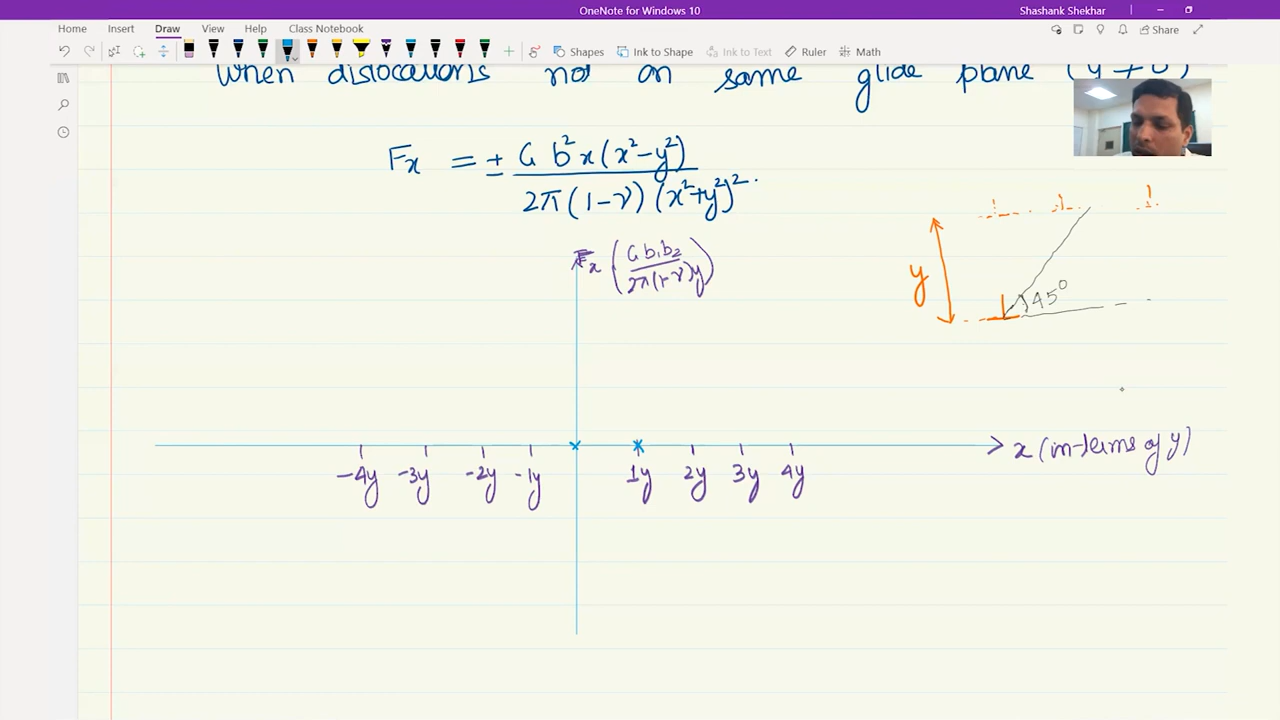 OneNote for Windows 10
Shashank Shekhar
Home Insert Draw View Help Class Notebook
Share
Shapes Ink to Shape Ink to Text Ruler Math
When dislocations not on same glide plane (y ≠ 0)
Fx = ± G b² x (x² − y²) / 2π (1 − ν) (x² + y²)²
Fx (G b₁ b₂ / 2π(1−ν)y)
y
45°
x (in-terms of y)
−4y −3y −2y −1y 1y 2y 3y 4y